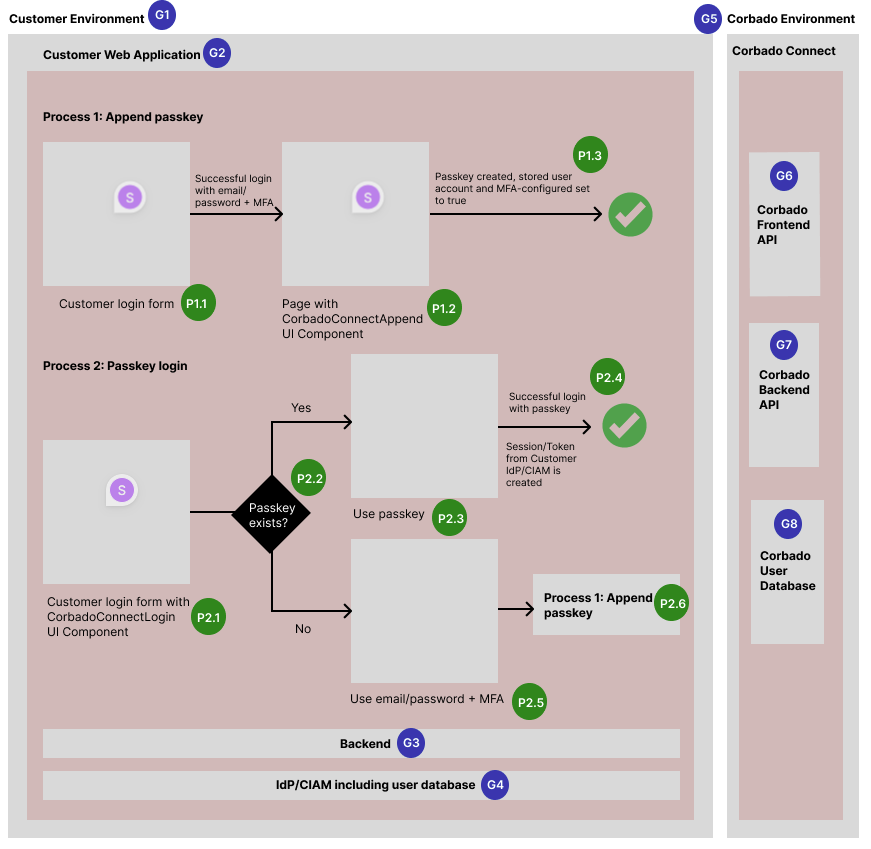 Customer Environment G1
G5 Corbado Environment
Customer Web Application G2
Corbado Connect
Process 1: Append passkey
P1.3
S
Successful login
with email/
password + MFA
S
Passkey created, stored user
account and MFA-configured set
to true
Customer login form P1.1
Page with
CorbadoConnectAppend
UI Component
P1.2
Process 2: Passkey login
P2.4
Yes
Successful login
with passkey
S
P2.2
Passkey
exists?
Session/Token
from Customer
IdP/CIAM is
created
Use passkey P2.3
Customer login form with
CorbadoConnectLogin
UI Component
P2.1
No
Process 1: Append
passkey
P2.6
Use email/password + MFA P2.5
Backend G3
IdP/CIAM including user database G4
G6
Corbado
Frontend
API
G7
Corbado
Backend
API
G8
Corbado
User
Database